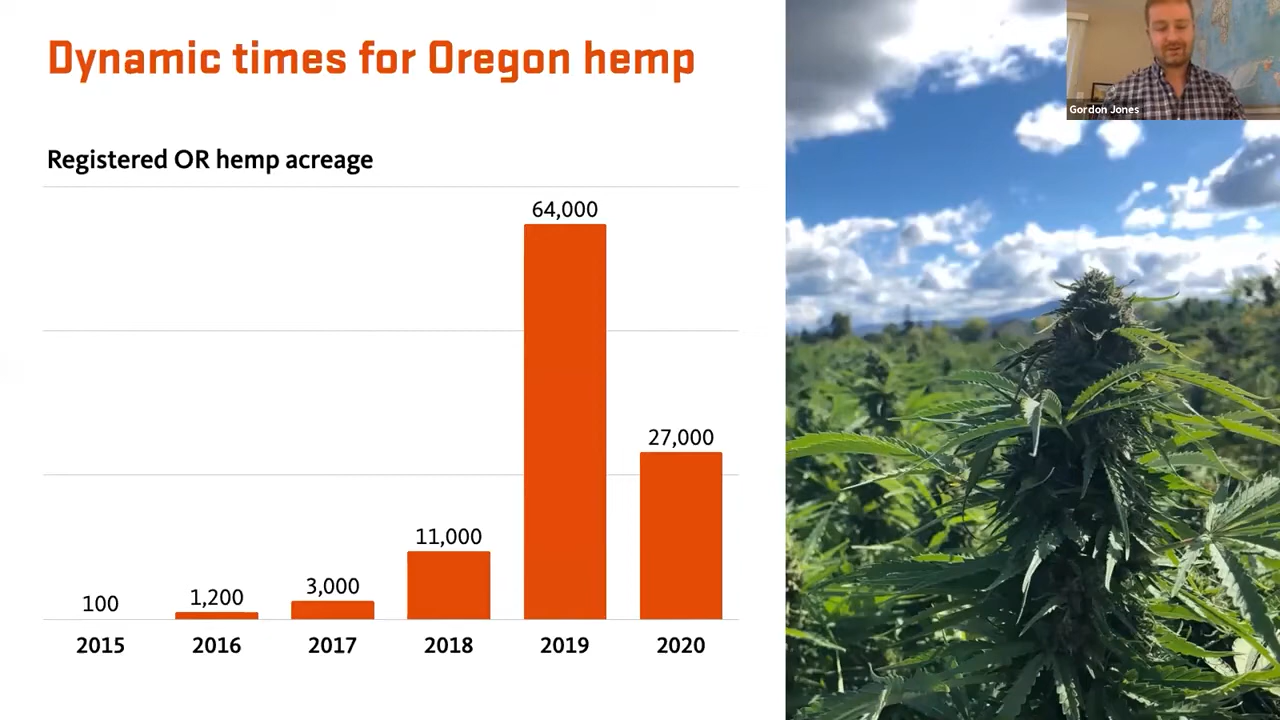 Dynamic times for Oregon hemp
Gordon Jones
Registered OR hemp acreage
64,000
27,000
11,000
3,000
1,200
100
2015 2016 2017 2018 2019 2020